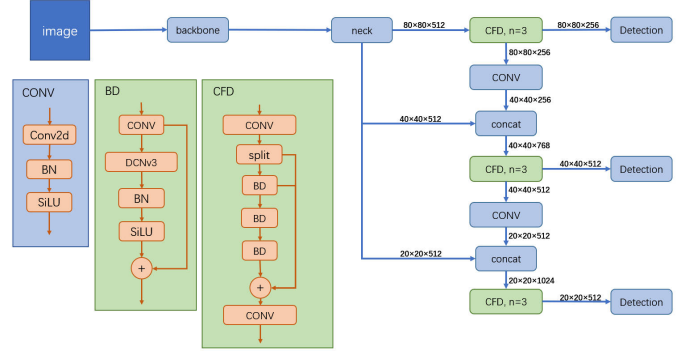 image
backbone
neck
80×80×512
CFD, n=3
80×80×256
Detection
80×80×256
CONV
40×40×256
40×40×512
concat
40×40×768
CFD, n=3
40×40×512
Detection
40×40×512
CONV
20×20×512
20×20×512
concat
20×20×1024
CFD, n=3
20×20×512
Detection
CONV
Conv2d
BN
SiLU
BD
CONV
DCNv3
BN
SiLU
+
CFD
CONV
split
BD
BD
BD
+
CONV